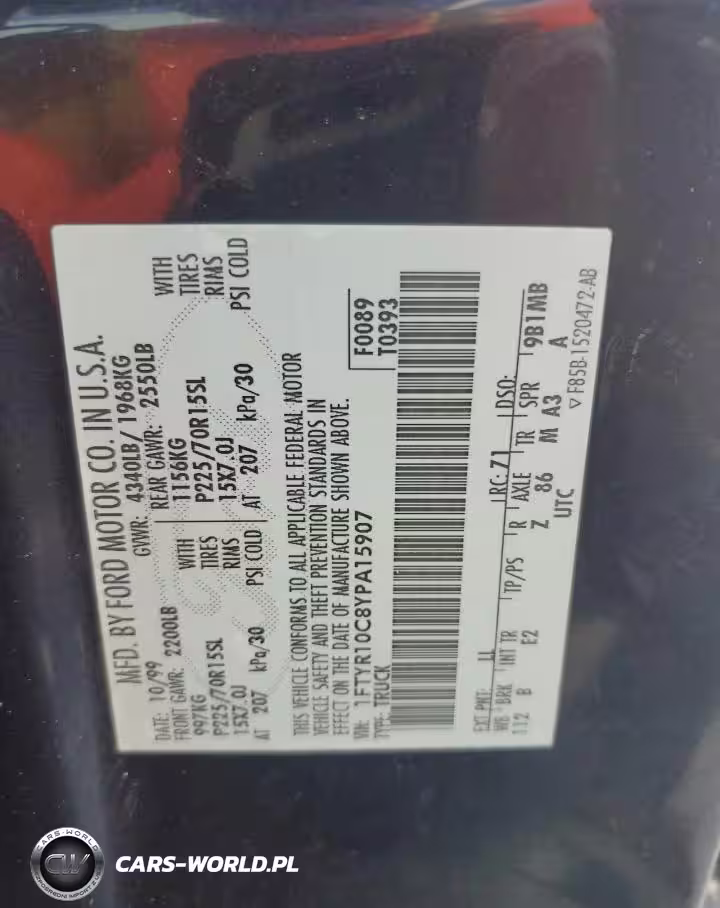 MFD. BY FORD MOTOR CO. IN U.S.A.
DATE: 10/99 GVWR: 4340LB/ 1968KG
FRONT GAWR: 2200LB REAR GAWR: 2550LB
997KG WITH 1156KG WITH
P225/70R15SL TIRES P225/70R15SL TIRES
15X7.0J RIMS 15X7.0J RIMS
AT 207 kPa/30 PSI COLD AT 207 kPa/30 PSI COLD
THIS VEHICLE CONFORMS TO ALL APPLICABLE FEDERAL MOTOR
VEHICLE SAFETY AND THEFT PREVENTION STANDARDS IN
EFFECT ON THE DATE OF MANUFACTURE SHOWN ABOVE.
VIN: 1FTYR10C8YPA15907 F0089
TYPE: TRUCK T0393
EXT PNT: LL RC: 71 DSO:
WB BRK INT TR TP/PS R AXLE TR SPR 9B1MB
112 B E2 Z 86 M A3 A
UTC ▽ F85B-1520472-AB
CARS-WORLD
CW
CARS-WORLD.PL